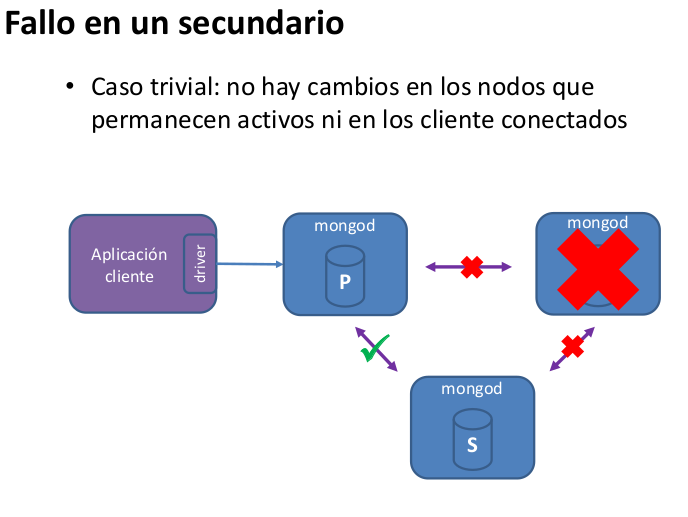 Fallo en un secundario
• Caso trivial: no hay cambios en los nodos que
permanecen activos ni en los cliente conectados
Aplicación
cliente
driver
mongod
P
mongod
mongod
S